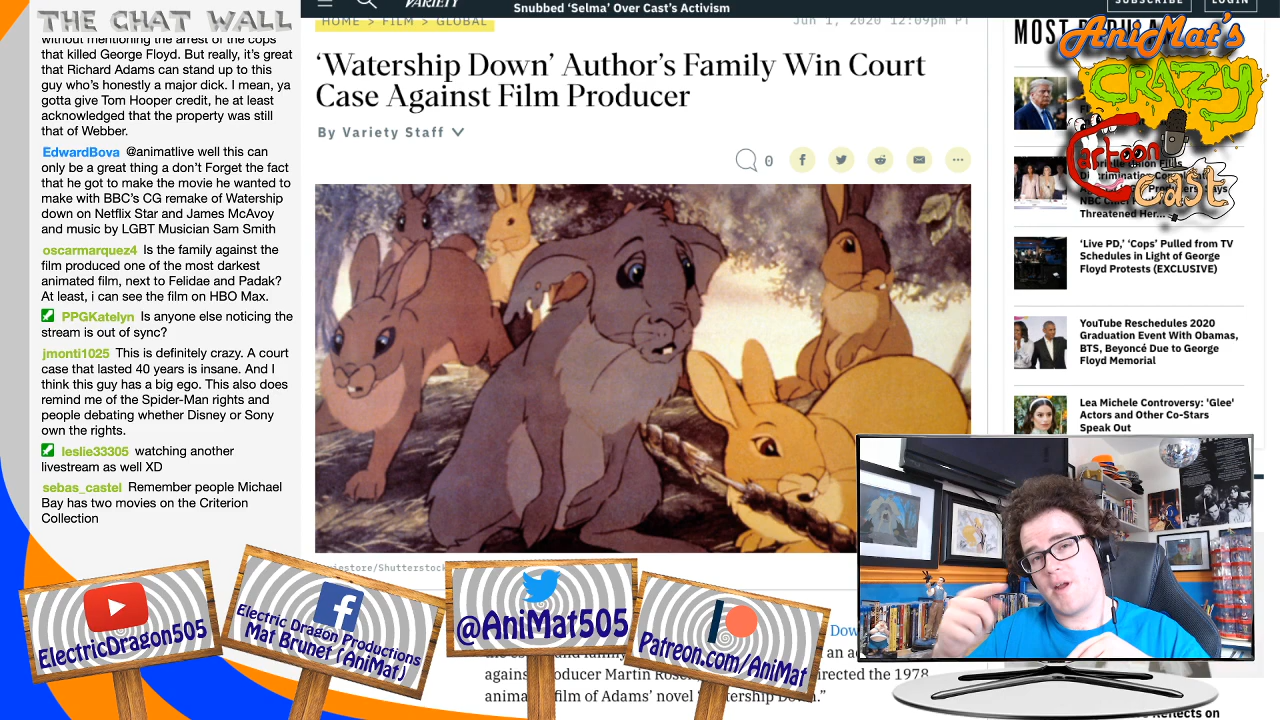 THE CHAT WALL
without mentioning the arrest of the cops
that killed George Floyd. But really, it's great
that Richard Adams can stand up to this
guy who's honestly a major dick. I mean, ya
gotta give Tom Hooper credit, he at least
acknowledged that the property was still
that of Webber.
EdwardBova @animatlive well this can
only be a great thing a don't Forget the fact
that he got to make the movie he wanted to
make with BBC's CG remake of Watership
down on Netflix Star and James McAvoy
and music by LGBT Musician Sam Smith
oscarmarquez4 Is the family against the
film produced one of the most darkest
animated film, next to Felidae and Padak?
At least, i can see the film on HBO Max.
PPGKatelyn Is anyone else noticing the
stream is out of sync?
jmonti1025 This is definitely crazy. A court
case that lasted 40 years is insane. And I
think this guy has a big ego. This also does
remind me of the Spider-Man rights and
people debating whether Disney or Sony
own the rights.
leslie33305 watching another
livestream as well XD
sebas_castel Remember people Michael
Bay has two movies on the Criterion
Collection
VARIETY
Snubbed 'Selma' Over Cast's Activism
SUBSCRIBE
LOGIN
HOME > FILM > GLOBAL
Jun 1, 2020 12:09pm PT
'Watership Down' Author's Family Win Court
Case Against Film Producer
By Variety Staff
0
MOST
AniMat's
CRAZY
Cartoon
Cast
NBC
Threatened Her...
Says
'Live PD,' 'Cops' Pulled from TV
Schedules in Light of George
Floyd Protests (EXCLUSIVE)
YouTube Reschedules 2020
Graduation Event With Obamas,
BTS, Beyoncé Due to George
Floyd Memorial
Lea Michele Controversy: 'Glee'
Actors and Other Co-Stars
Speak Out
ElectricDragon505
Electric Dragon Productions
Mat Brunet (AniMat)
@AniMat505
Patreon.com/AniMat
1978
of Adams' novel
Reflects on